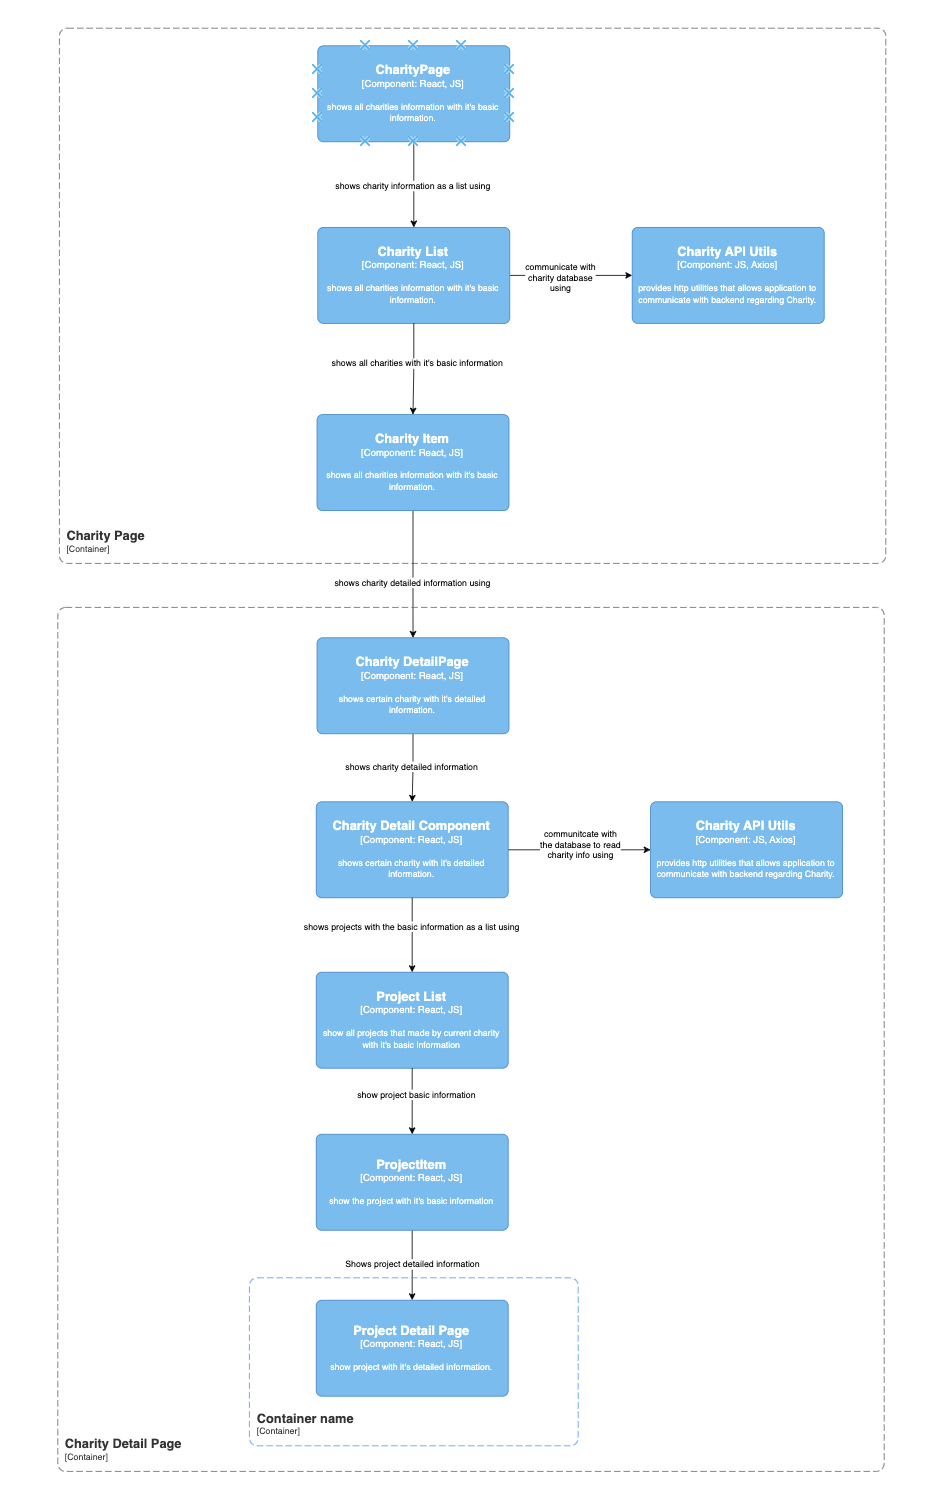 CharityPage
[Component: React, JS]
shows all charities information with it's basic
information.
shows charity information as a list using
Charity List
[Component: React, JS]
shows all charities information with it's basic
information.
communicate with
charity database
using
Charity API Utils
[Component: JS, Axios]
provides http utilities that allows application to
communicate with backend regarding Charity.
shows all charities with it's basic information
Charity Item
[Component: React, JS]
shows all charities information with it's basic
information.
Charity Page
[Container]
shows charity detailed information using
Charity DetailPage
[Component: React, JS]
shows certain charity with it's detailed
information.
shows charity detailed information
Charity Detail Component
[Component: React, JS]
shows certain charity with it's detailed
information.
communitcate with
the database to read
charity info using
Charity API Utils
[Component: JS, Axios]
provides http utilities that allows application to
communicate with backend regarding Charity.
shows projects with the basic information as a list using
Project List
[Component: React, JS]
show all projects that made by current charity
with it's basic information
show project basic information
ProjectItem
[Component: React, JS]
show the project with it's basic information
Shows project detailed information
Project Detail Page
[Component: React, JS]
show project with it's detailed information.
Container name
[Container]
Charity Detail Page
[Container]